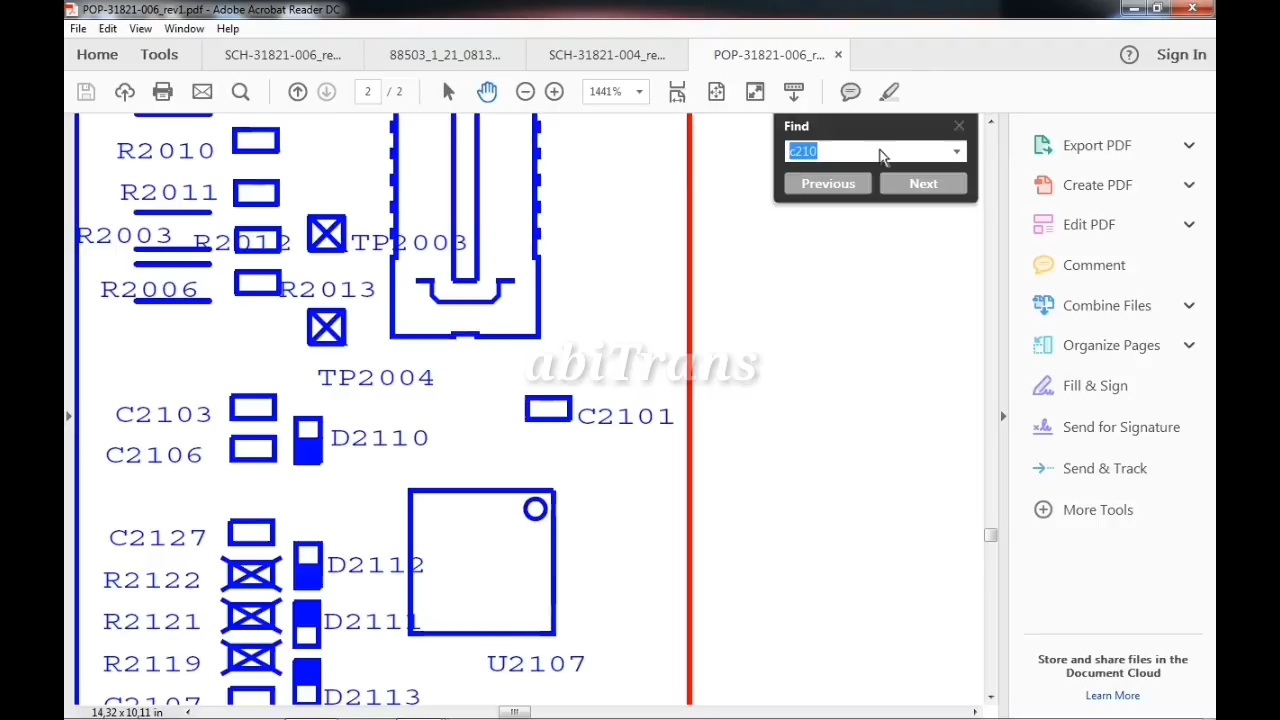 POP-31821-006_rev1.pdf - Adobe Acrobat Reader DC
File Edit View Window Help
Home Tools SCH-31821-006_re... 88503_1_21_0813... SCH-31821-004_re... POP-31821-006_r... × Sign In
2 / 2 1441%
Find
c210
Previous Next
R2010
R2011
R2003 R2012 TP2003
R2006 R2013
TP2004
abiTrans
C2103 C2101
D2110
C2106
C2127
D2112
R2122
R2121 D2111
R2119 U2107
C2107 D2113
14,32 x 10,11 in
Export PDF
Create PDF
Edit PDF
Comment
Combine Files
Organize Pages
Fill & Sign
Send for Signature
Send & Track
More Tools
Store and share files in the
Document Cloud
Learn More